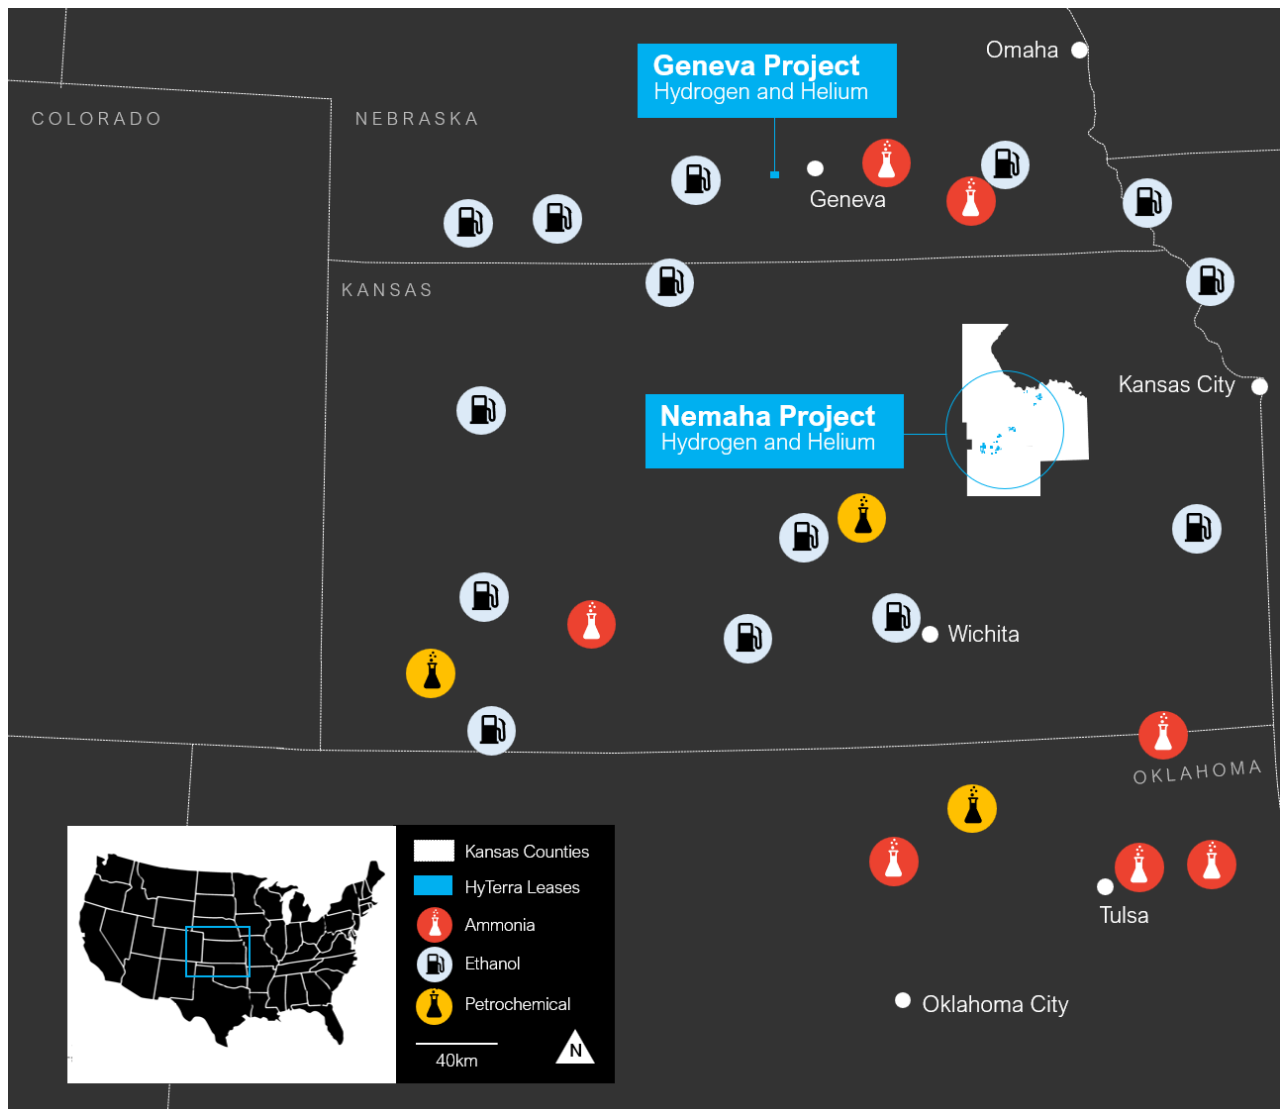 Omaha
Geneva Project
Hydrogen and Helium
COLORADO
NEBRASKA
Geneva
KANSAS
Kansas City
Nemaha Project
Hydrogen and Helium
Wichita
OKLAHOMA
Kansas Counties
HyTerra Leases
Ammonia
Ethanol
Petrochemical
40km
N
Tulsa
Oklahoma City